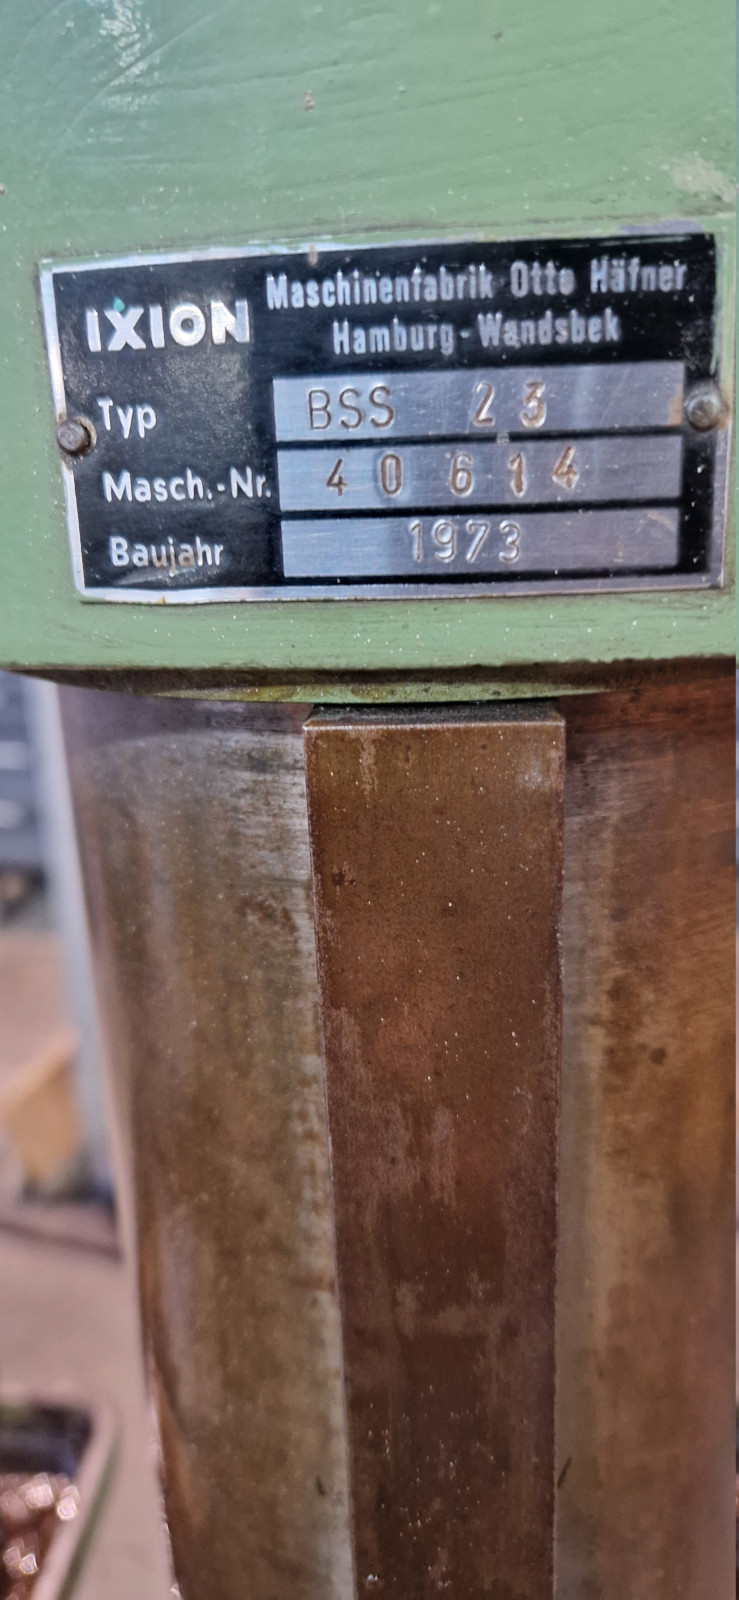 IXION Maschinenfabrik Otto Häfner
Hamburg-Wandsbek
Typ BSS 23
Masch.-Nr. 40614
Baujahr 1973